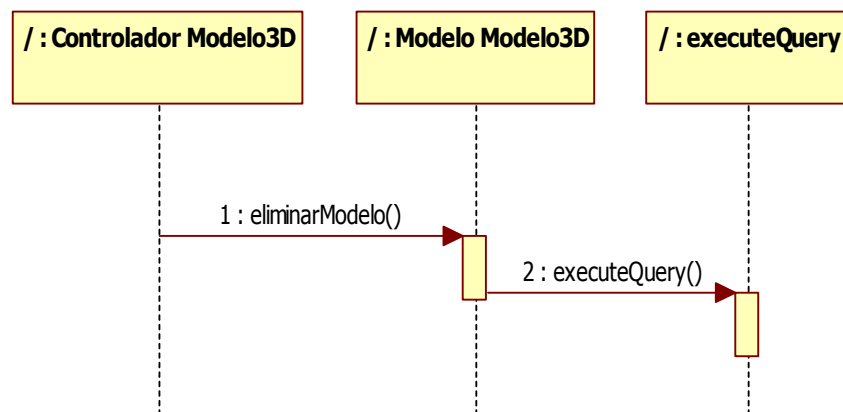 / : Controlador Modelo3D
/ : Modelo Modelo3D
/ : executeQuery
1 : eliminarModelo()
2 : executeQuery()